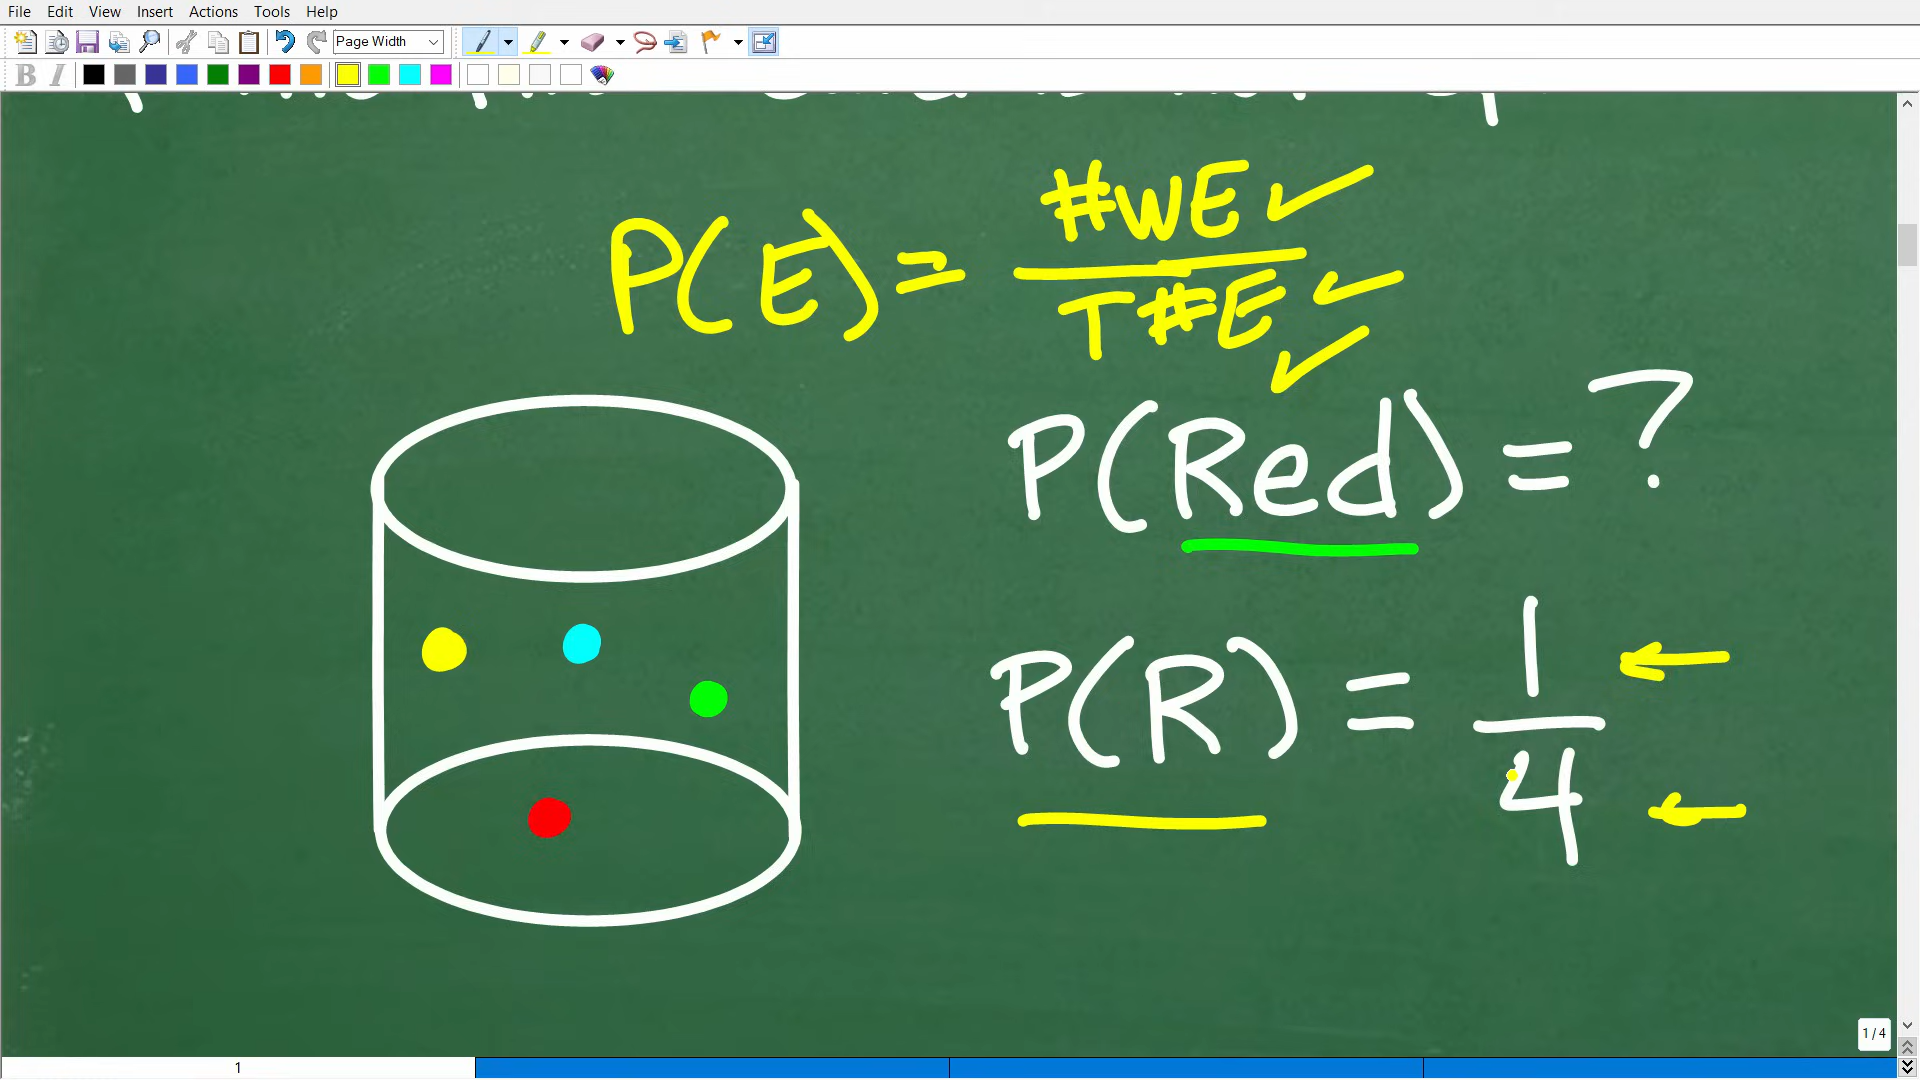 File Edit View Insert Actions Tools Help
Page Width
B I
P(E) = #WE / T#E
P(Red) = ?
P(R) = 1/4
1 / 4
1